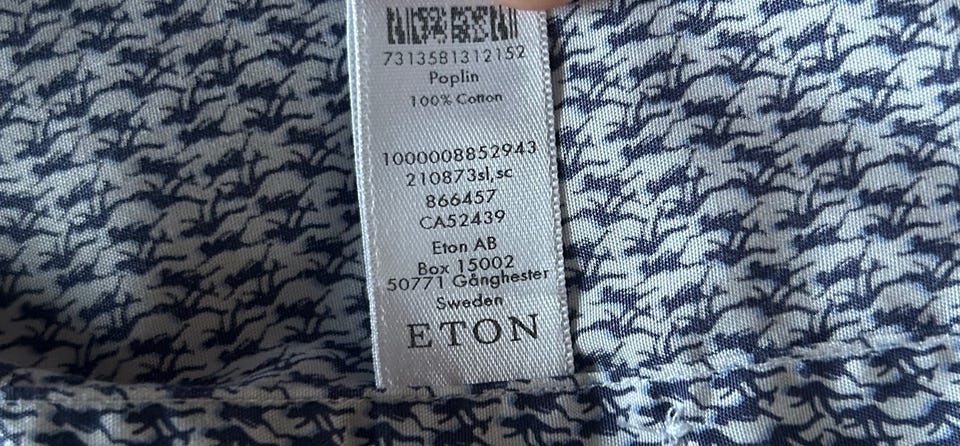 7313581312152
Poplin
100% Cotton
1000008852943
210873sl.sc
866457
CA52439
Eton AB
Box 15002
50771 Gånghester
Sweden
ETON